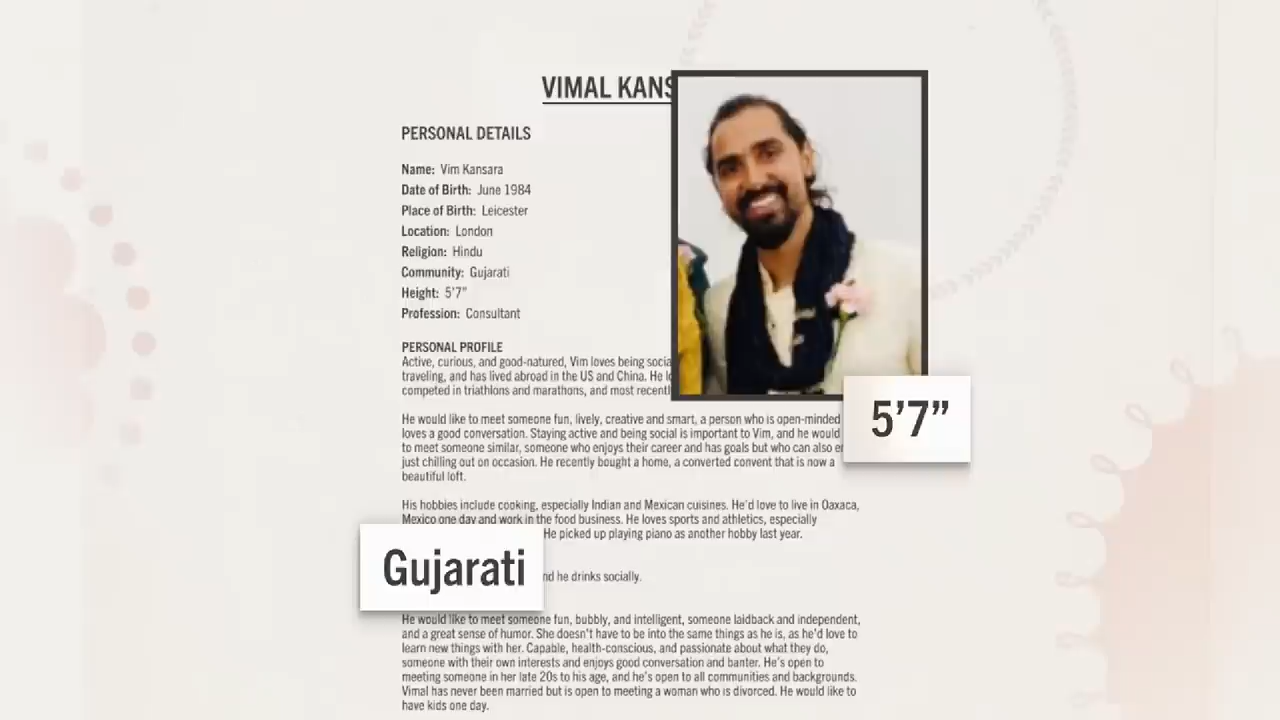 VIMAL KANS
PERSONAL DETAILS
Name: Vim Kansara
Date of Birth: June 1984
Place of Birth: Leicester
Location: London
Religion: Hindu
Community: Gujarati
Height: 5'7"
Profession: Consultant
PERSONAL PROFILE
Active, curious, and good-natured, Vim loves being socia
traveling, and has lived abroad in the US and China. He lo
competed in triathlons and marathons, and most recentl
He would like to meet someone fun, lively, creative and smart, a person who is open-minded
loves a good conversation. Staying active and being social is important to Vim, and he would
to meet someone similar, someone who enjoys their career and has goals but who can also en
just chilling out on occasion. He recently bought a home, a converted convent that is now a
beautiful loft.
5'7”
His hobbies include cooking, especially Indian and Mexican cuisines. He'd love to live in Oaxaca,
Mexico one day and work in the food business. He loves sports and athletics, especially
He picked up playing piano as another hobby last year.
Gujarati
nd he drinks socially.
He would like to meet someone fun, bubbly, and intelligent, someone laidback and independent,
and a great sense of humor. She doesn't have to be into the same things as he is, as he'd love to
learn new things with her. Capable, health-conscious, and passionate about what they do,
someone with their own interests and enjoys good conversation and banter. He's open to
meeting someone in her late 20s to his age, and he's open to all communities and backgrounds.
Vimal has never been married but is open to meeting a woman who is divorced. He would like to
have kids one day.